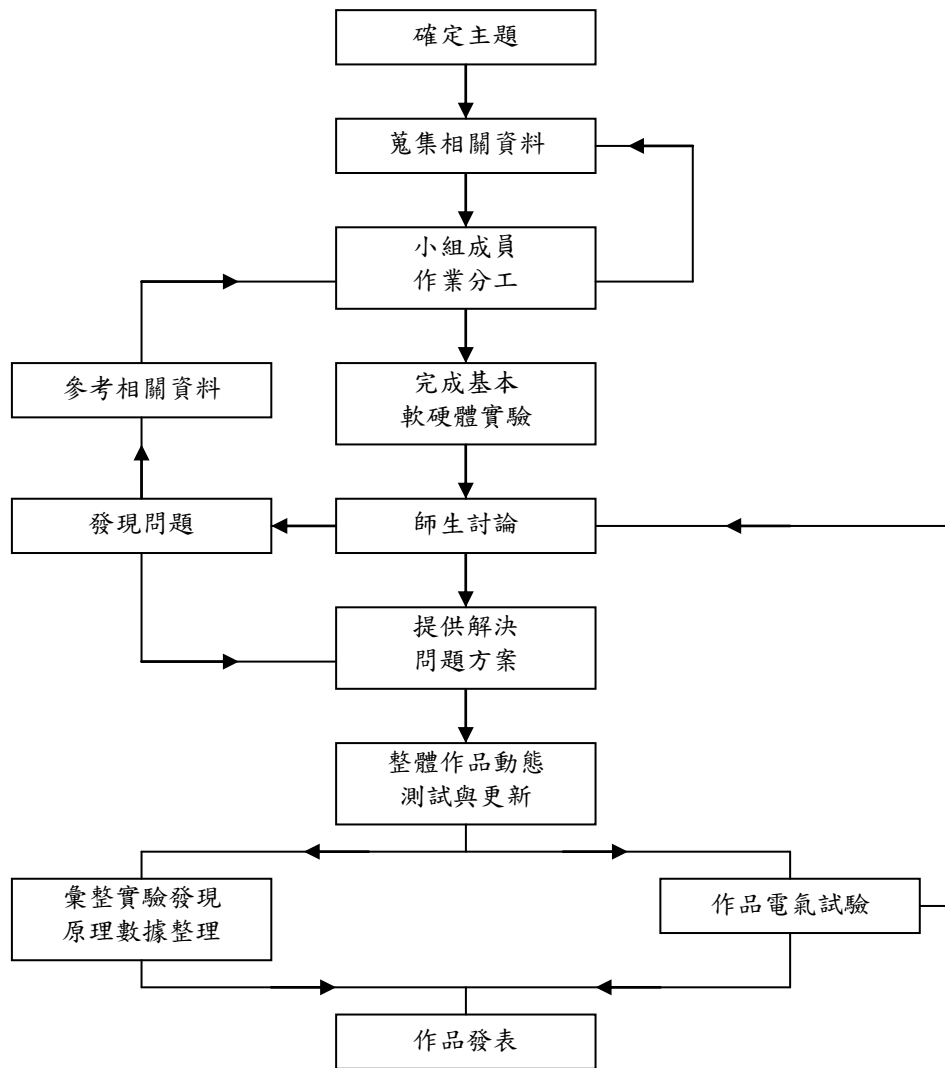 確定主題
蒐集相關資料
小組成員
作業分工
參考相關資料
完成基本
軟硬體實驗
發現問題
師生討論
提供解決
問題方案
整體作品動態
測試與更新
彙整實驗發現
原理數據整理
作品電氣試驗
作品發表